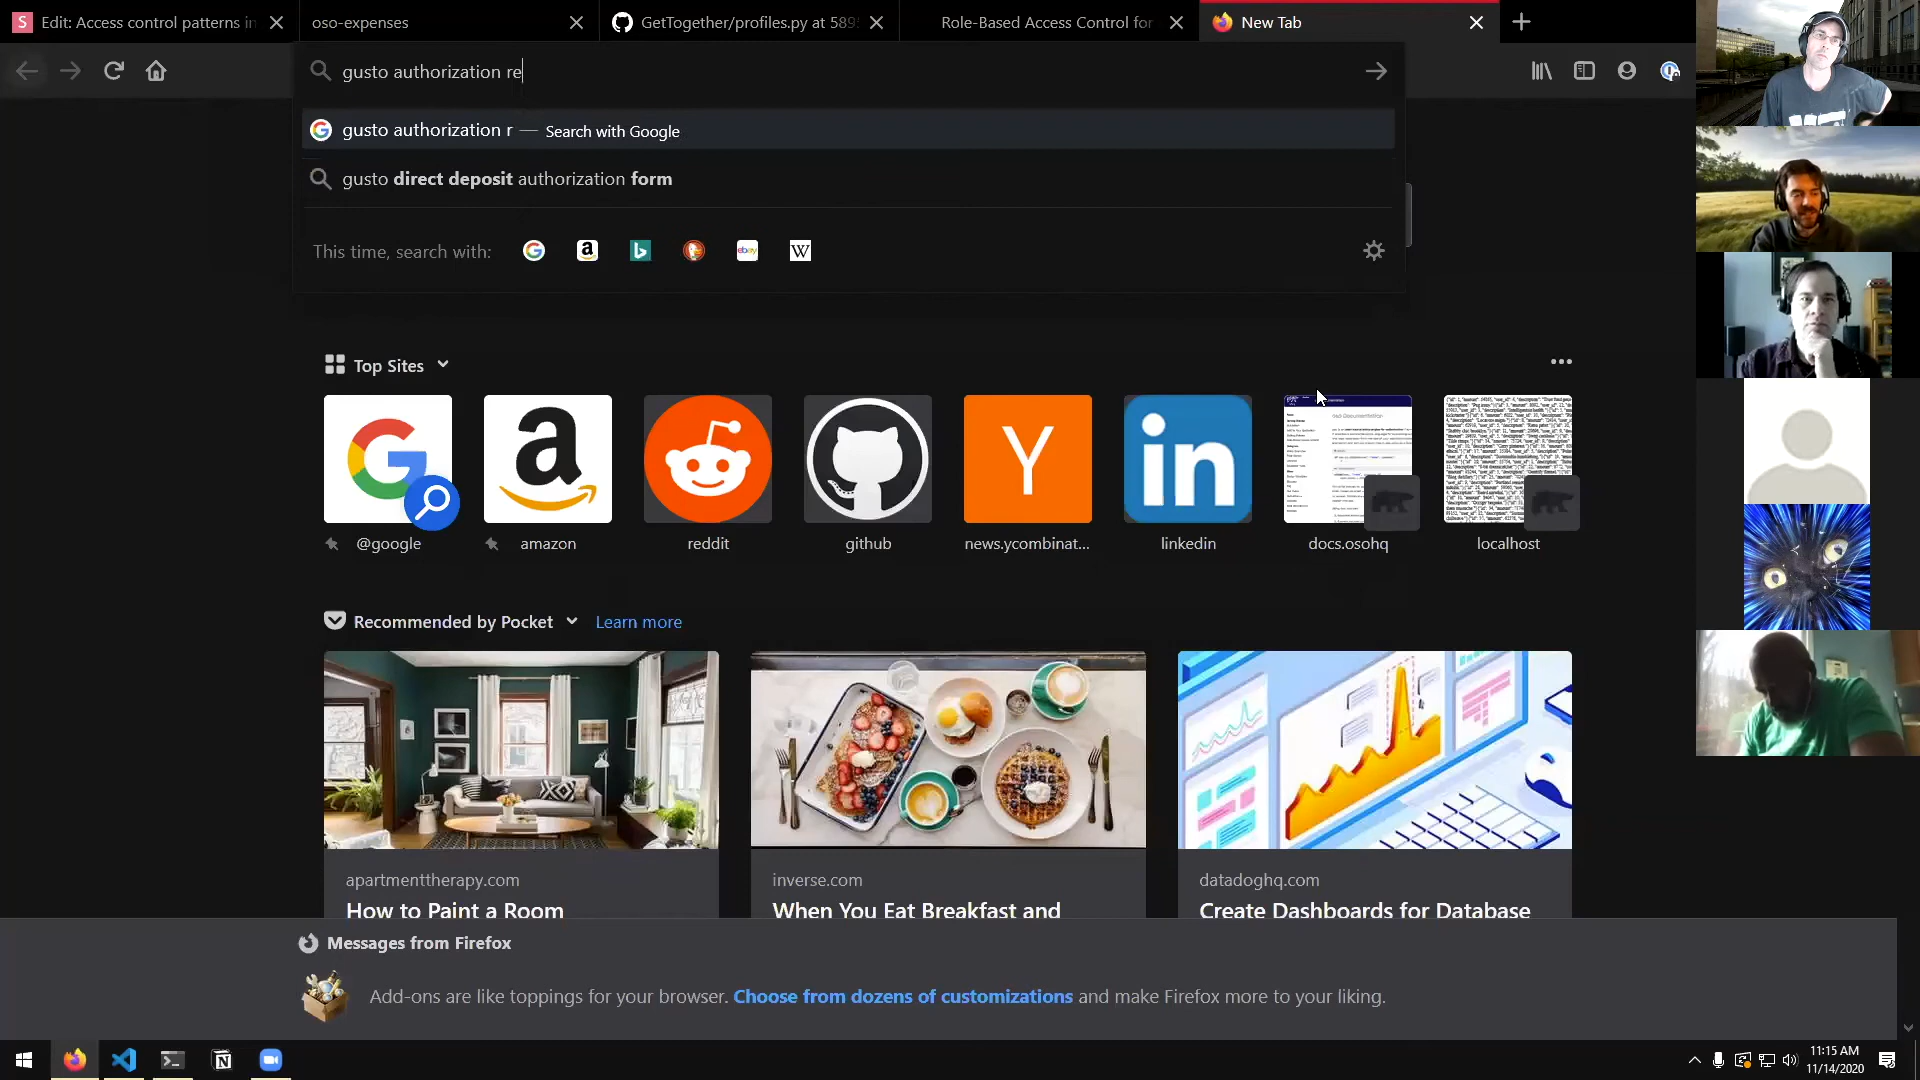 Edit: Access control patterns in
oso-expenses
GetTogether/profiles.py at 589
Role-Based Access Control for
New Tab
gusto authorization re
gusto authorization r — Search with Google
gusto direct deposit authorization form
This time, search with:
Top Sites
@google
amazon
reddit
github
news.ycombinat...
linkedin
docs.osohq
localhost
Recommended by Pocket
Learn more
apartmenttherapy.com
How to Paint a Room
inverse.com
When You Eat Breakfast and
datadoghq.com
Create Dashboards for Database
Messages from Firefox
Add-ons are like toppings for your browser. Choose from dozens of customizations and make Firefox more to your liking.
11:15 AM
11/14/2020